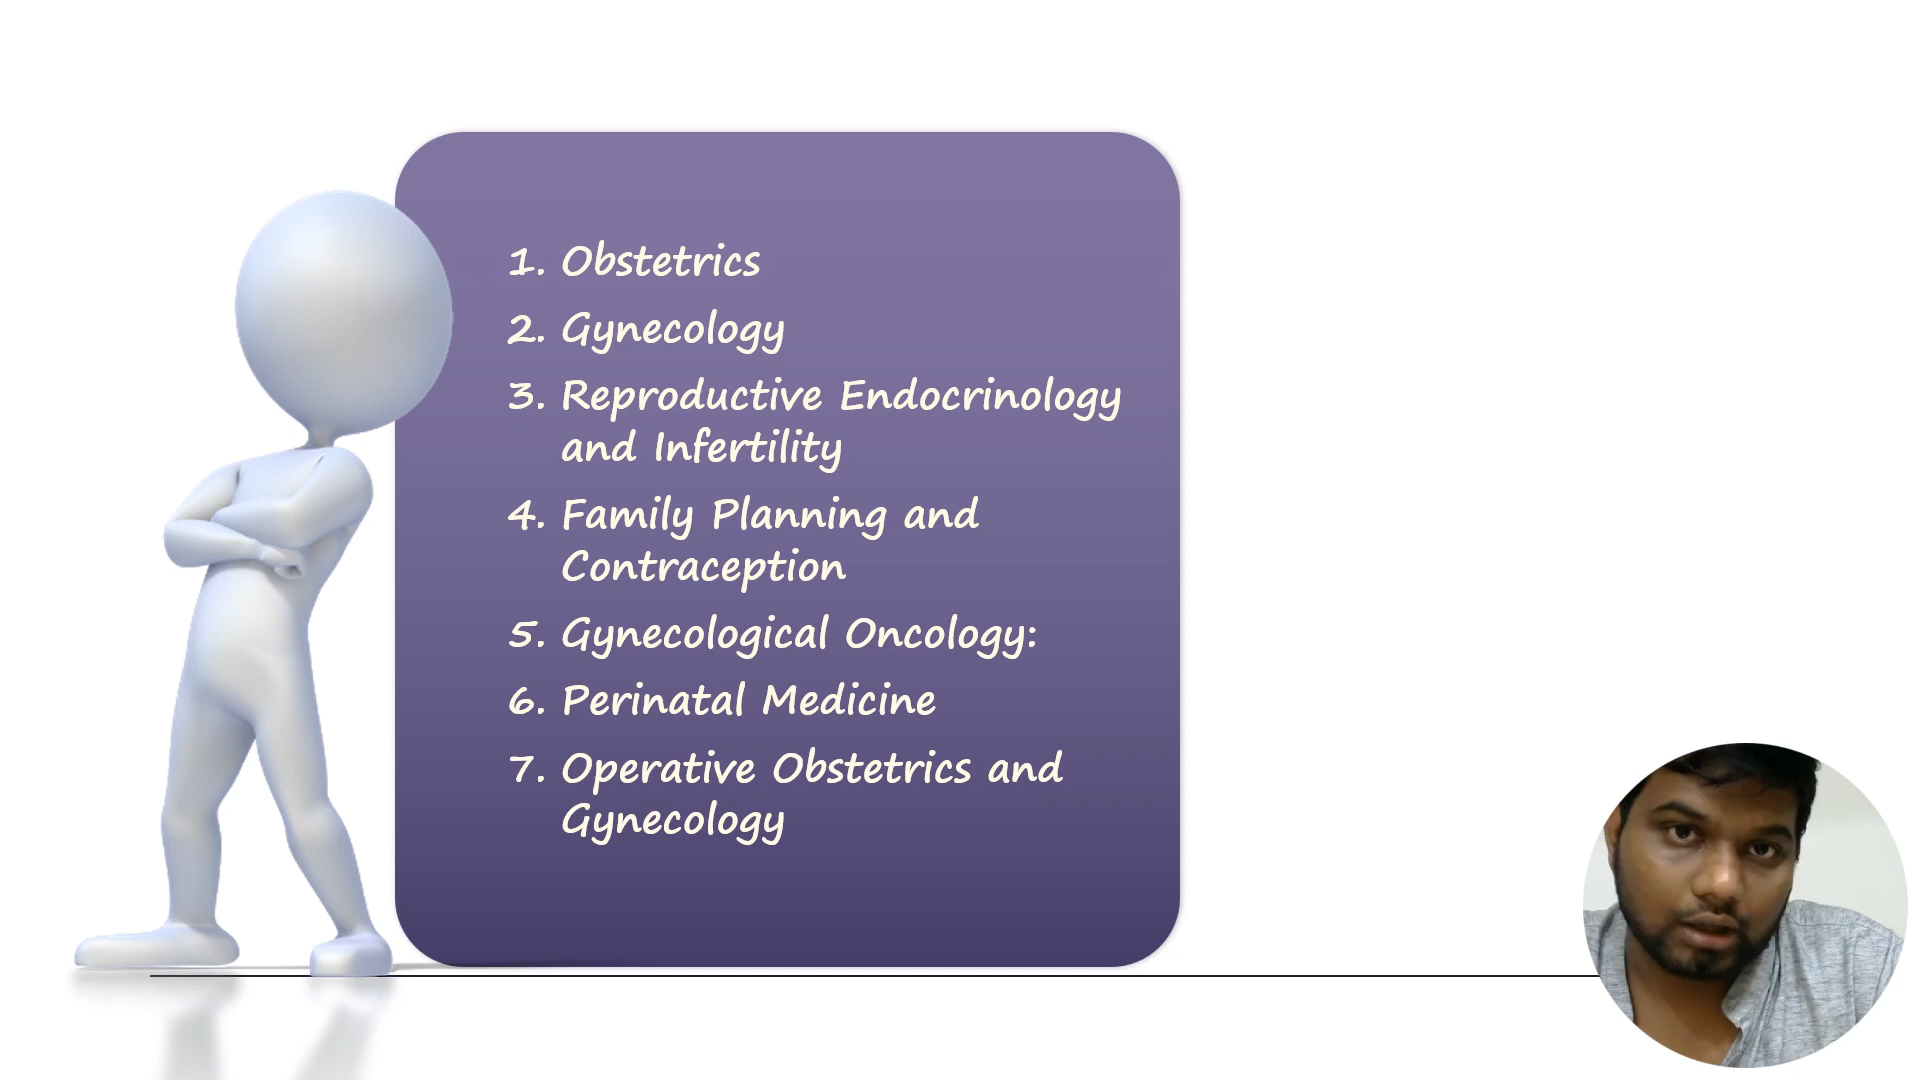 1. Obstetrics
2. Gynecology
3. Reproductive Endocrinology
and Infertility
4. Family Planning and
Contraception
5. Gynecological Oncology:
6. Perinatal Medicine
7. Operative Obstetrics and
Gynecology